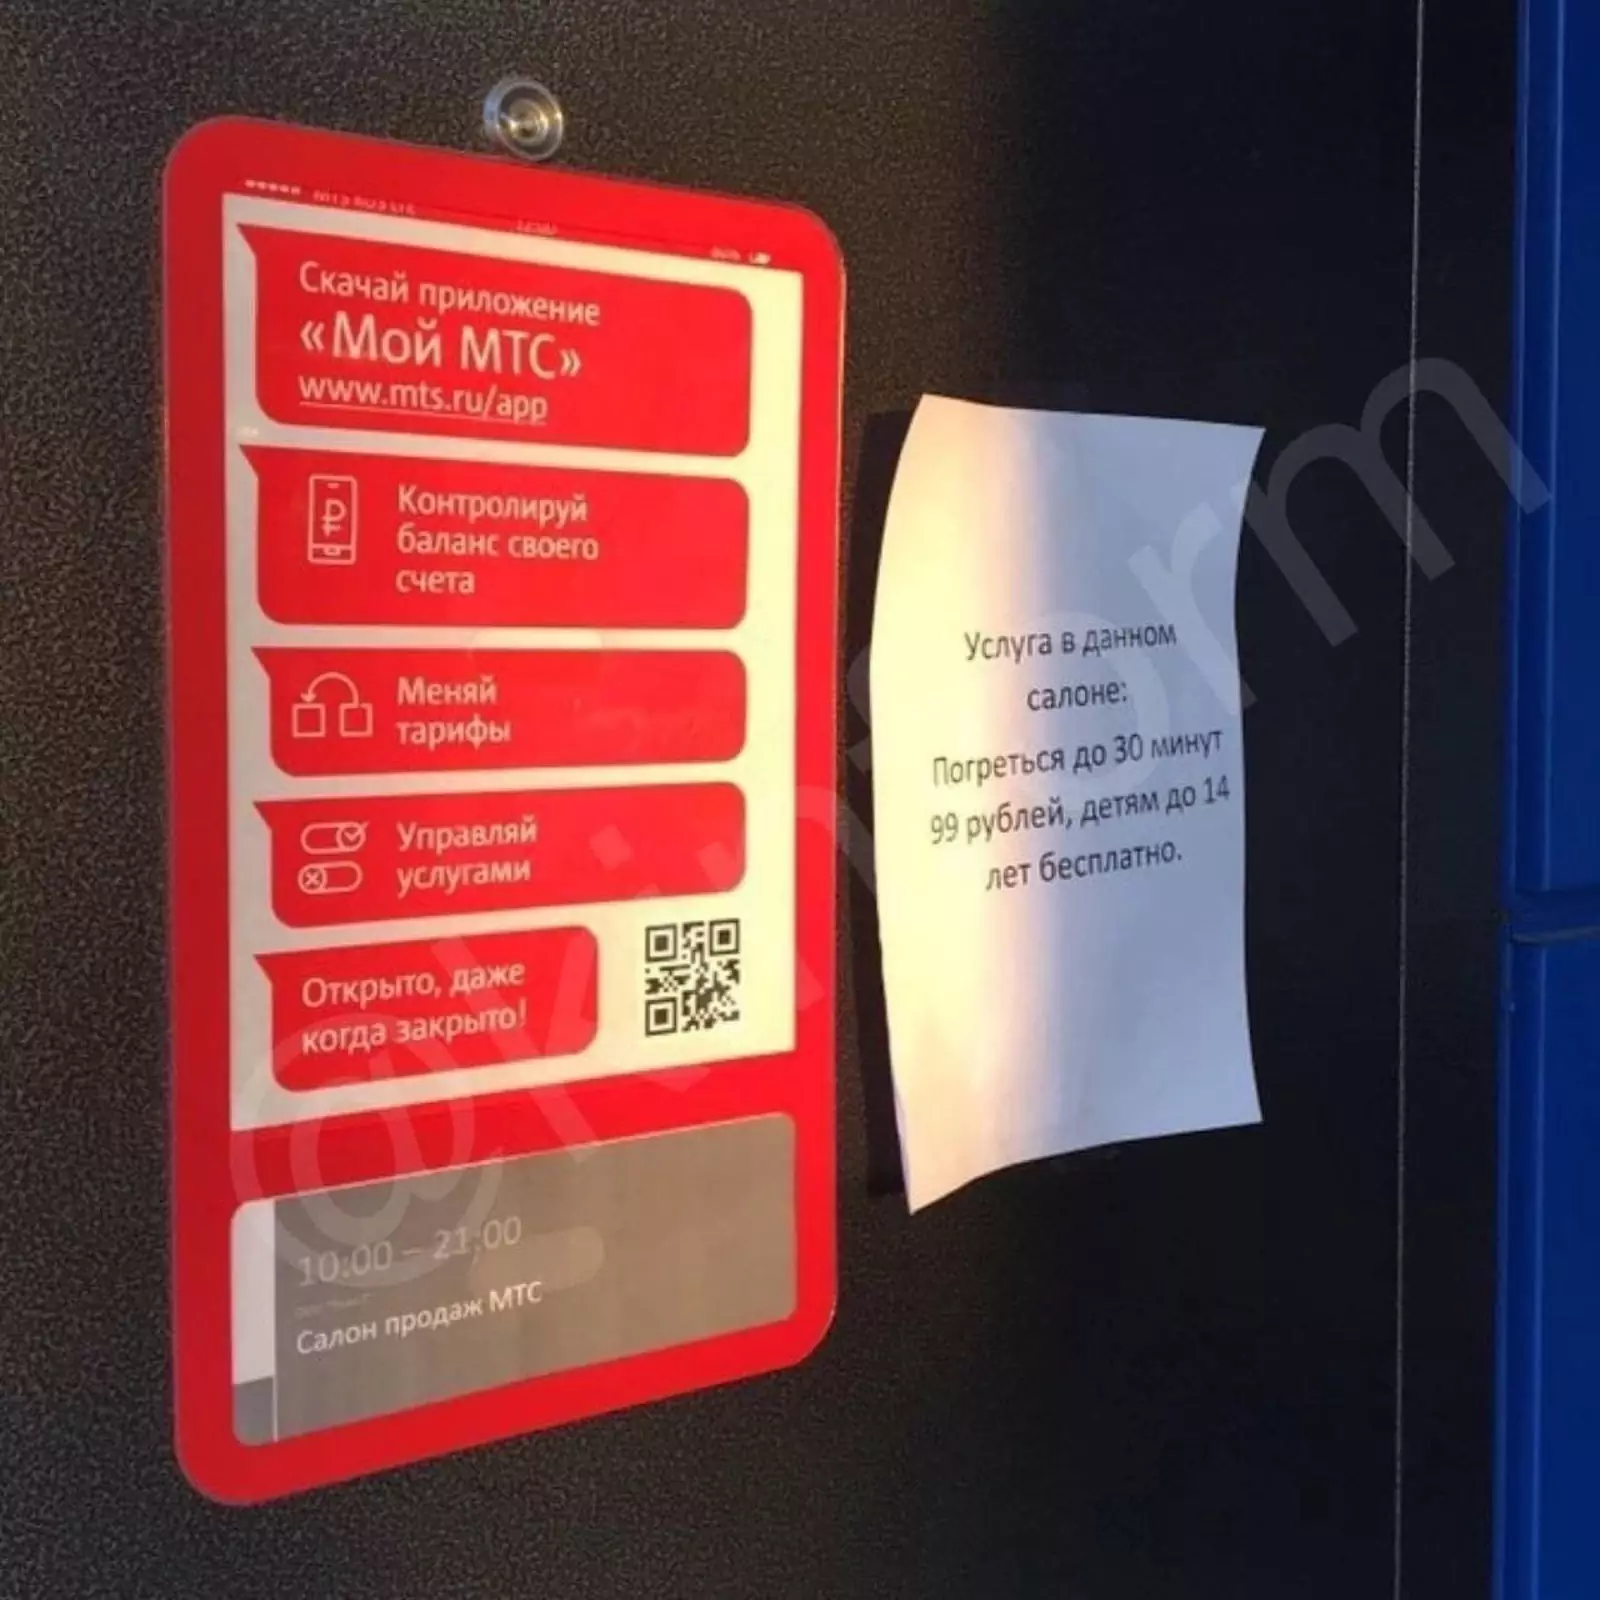 Скачай приложение
«Мой МТС»
www.mts.ru/app
Контролируй
баланс своего
счета
Меняй
тарифы
Управляй
услугами
Открыто, даже
когда закрыто!
10:00 – 21:00
Салон продаж МТС
Услуга в данном
салоне:
Погреться до 30 минут
99 рублей, детям до 14
лет бесплатно.